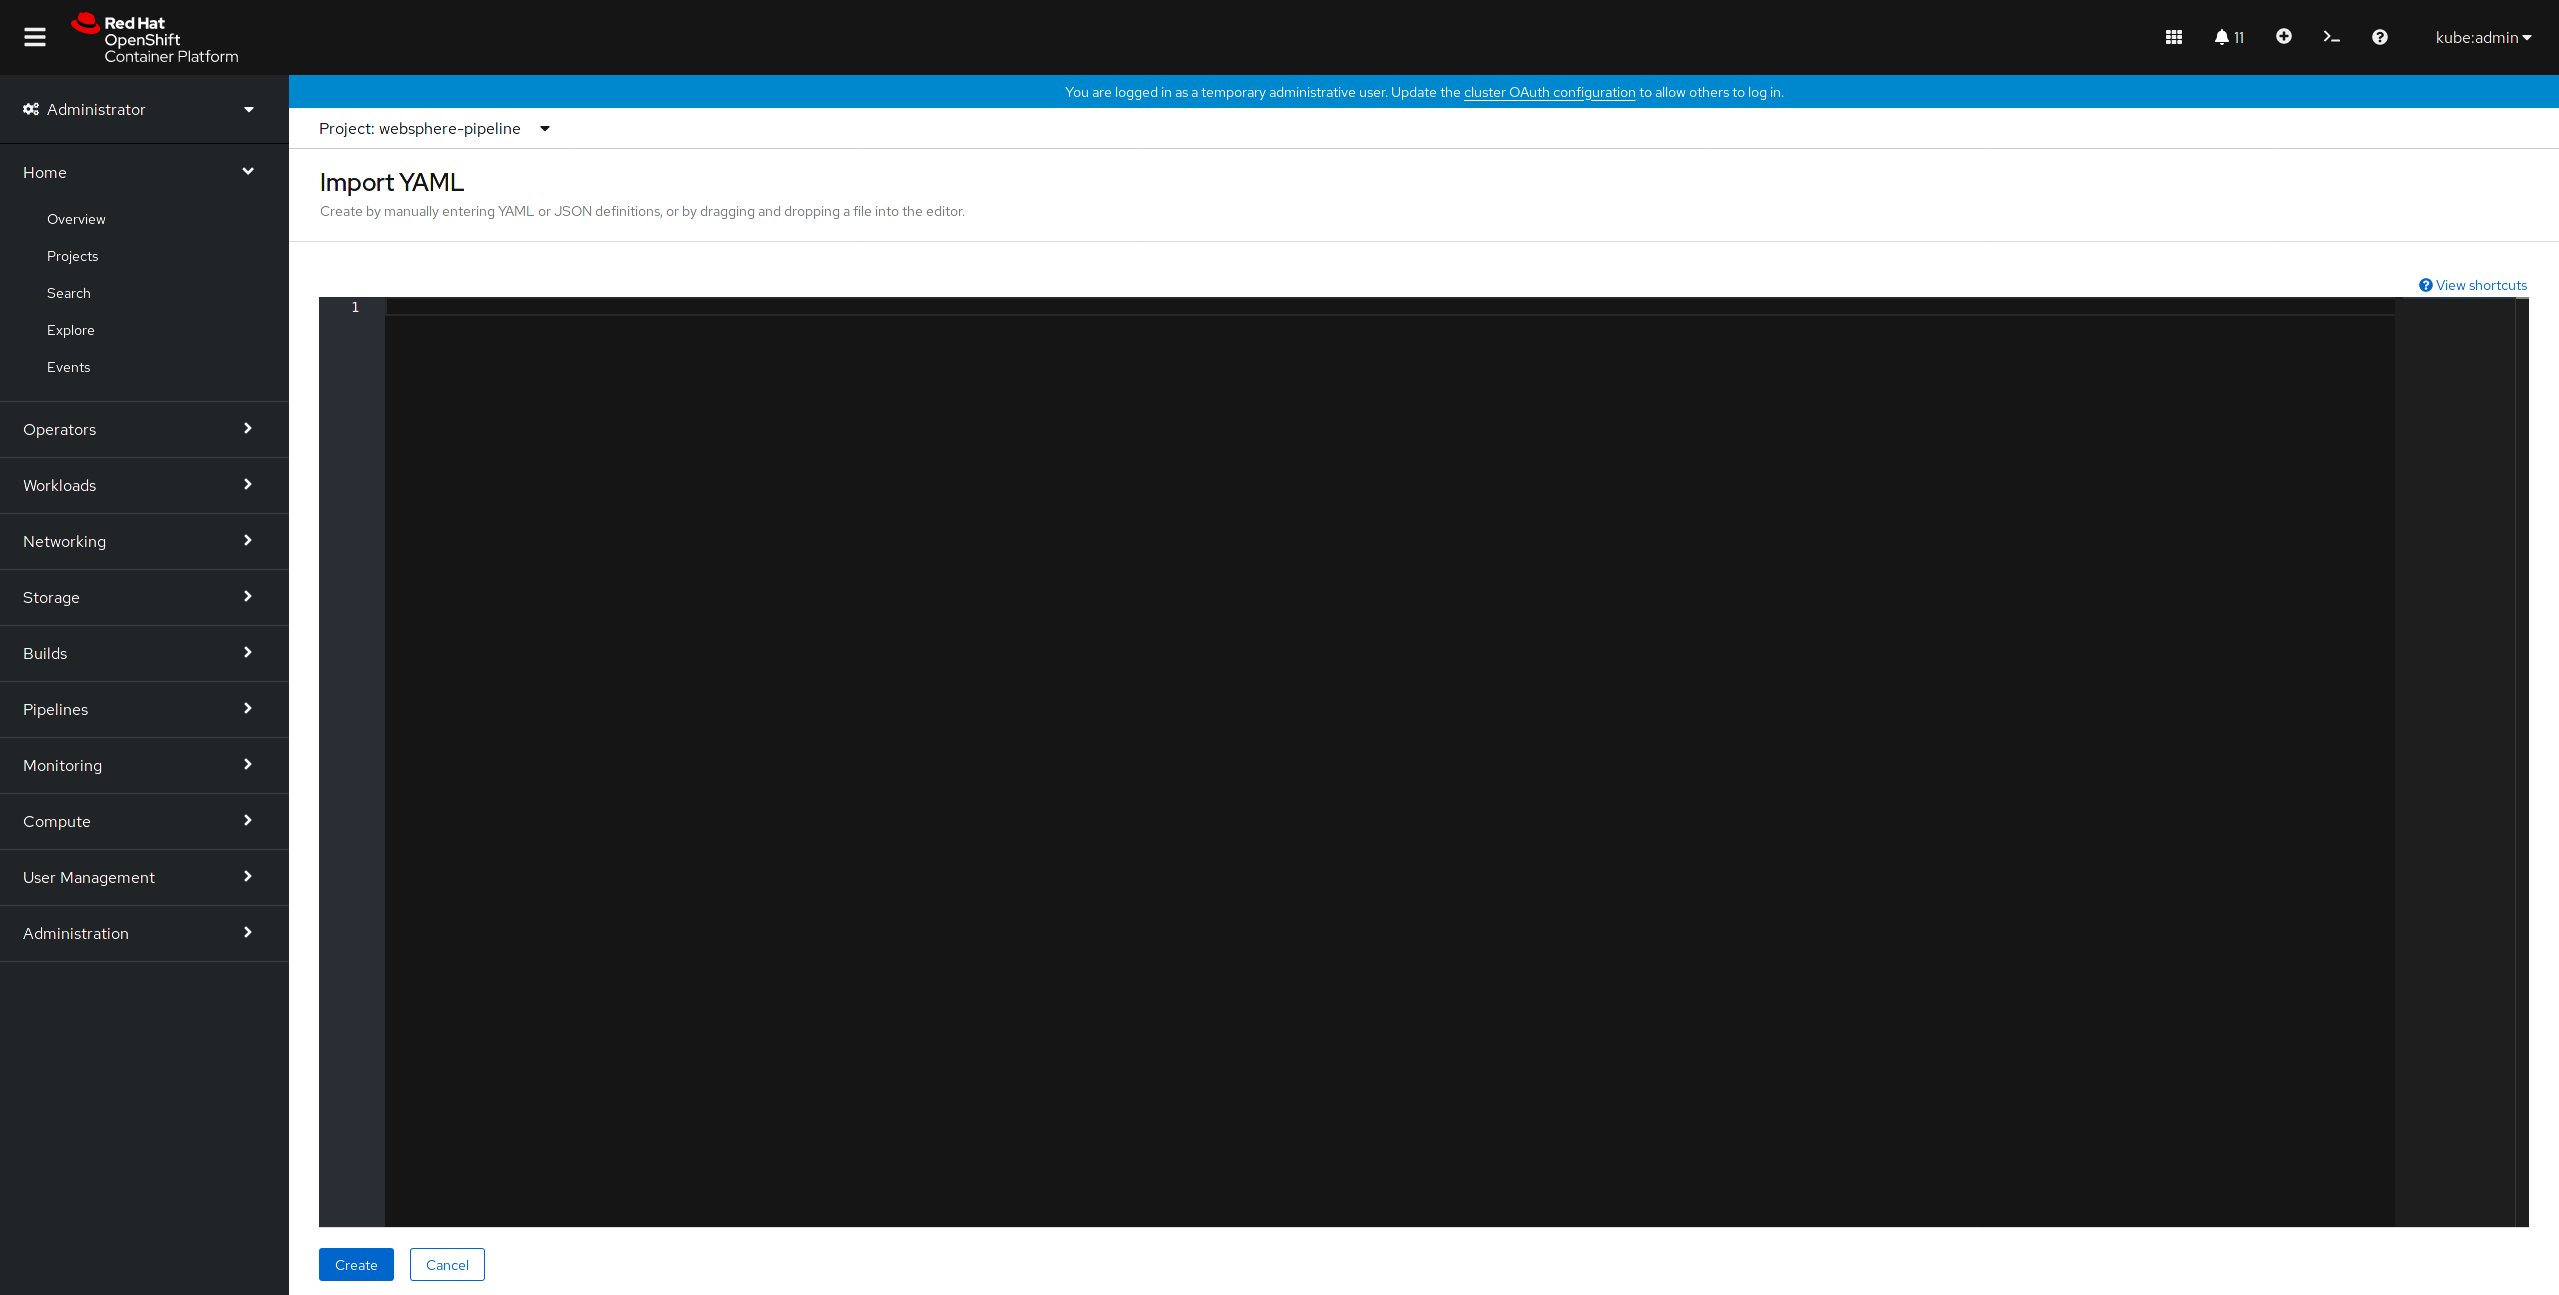 Red Hat
OpenShift
Container Platform
11
kube:admin
Administrator
You are logged in as a temporary administrative user. Update the cluster OAuth configuration to allow others to log in.
Project: websphere-pipeline
Home
Overview
Projects
Search
Explore
Events
Operators
Workloads
Networking
Storage
Builds
Pipelines
Monitoring
Compute
User Management
Administration
Import YAML
Create by manually entering YAML or JSON definitions, or by dragging and dropping a file into the editor.
View shortcuts
1
Create
Cancel